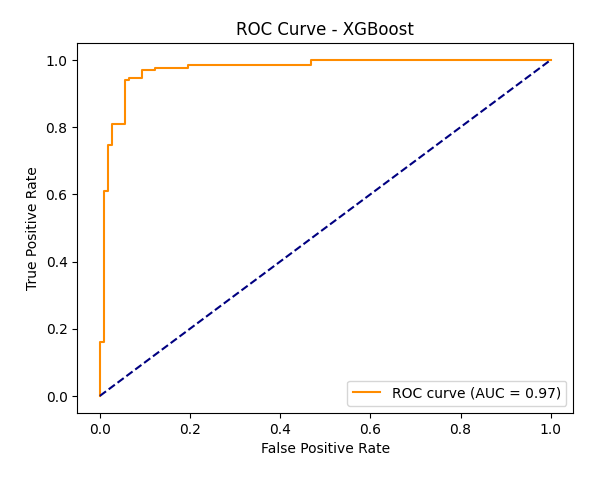 ROC Curve - XGBoost
True Positive Rate
1.0
0.8
0.6
0.4
0.2
0.0
ROC curve (AUC = 0.97)
0.0 0.2 0.4 0.6 0.8 1.0
False Positive Rate